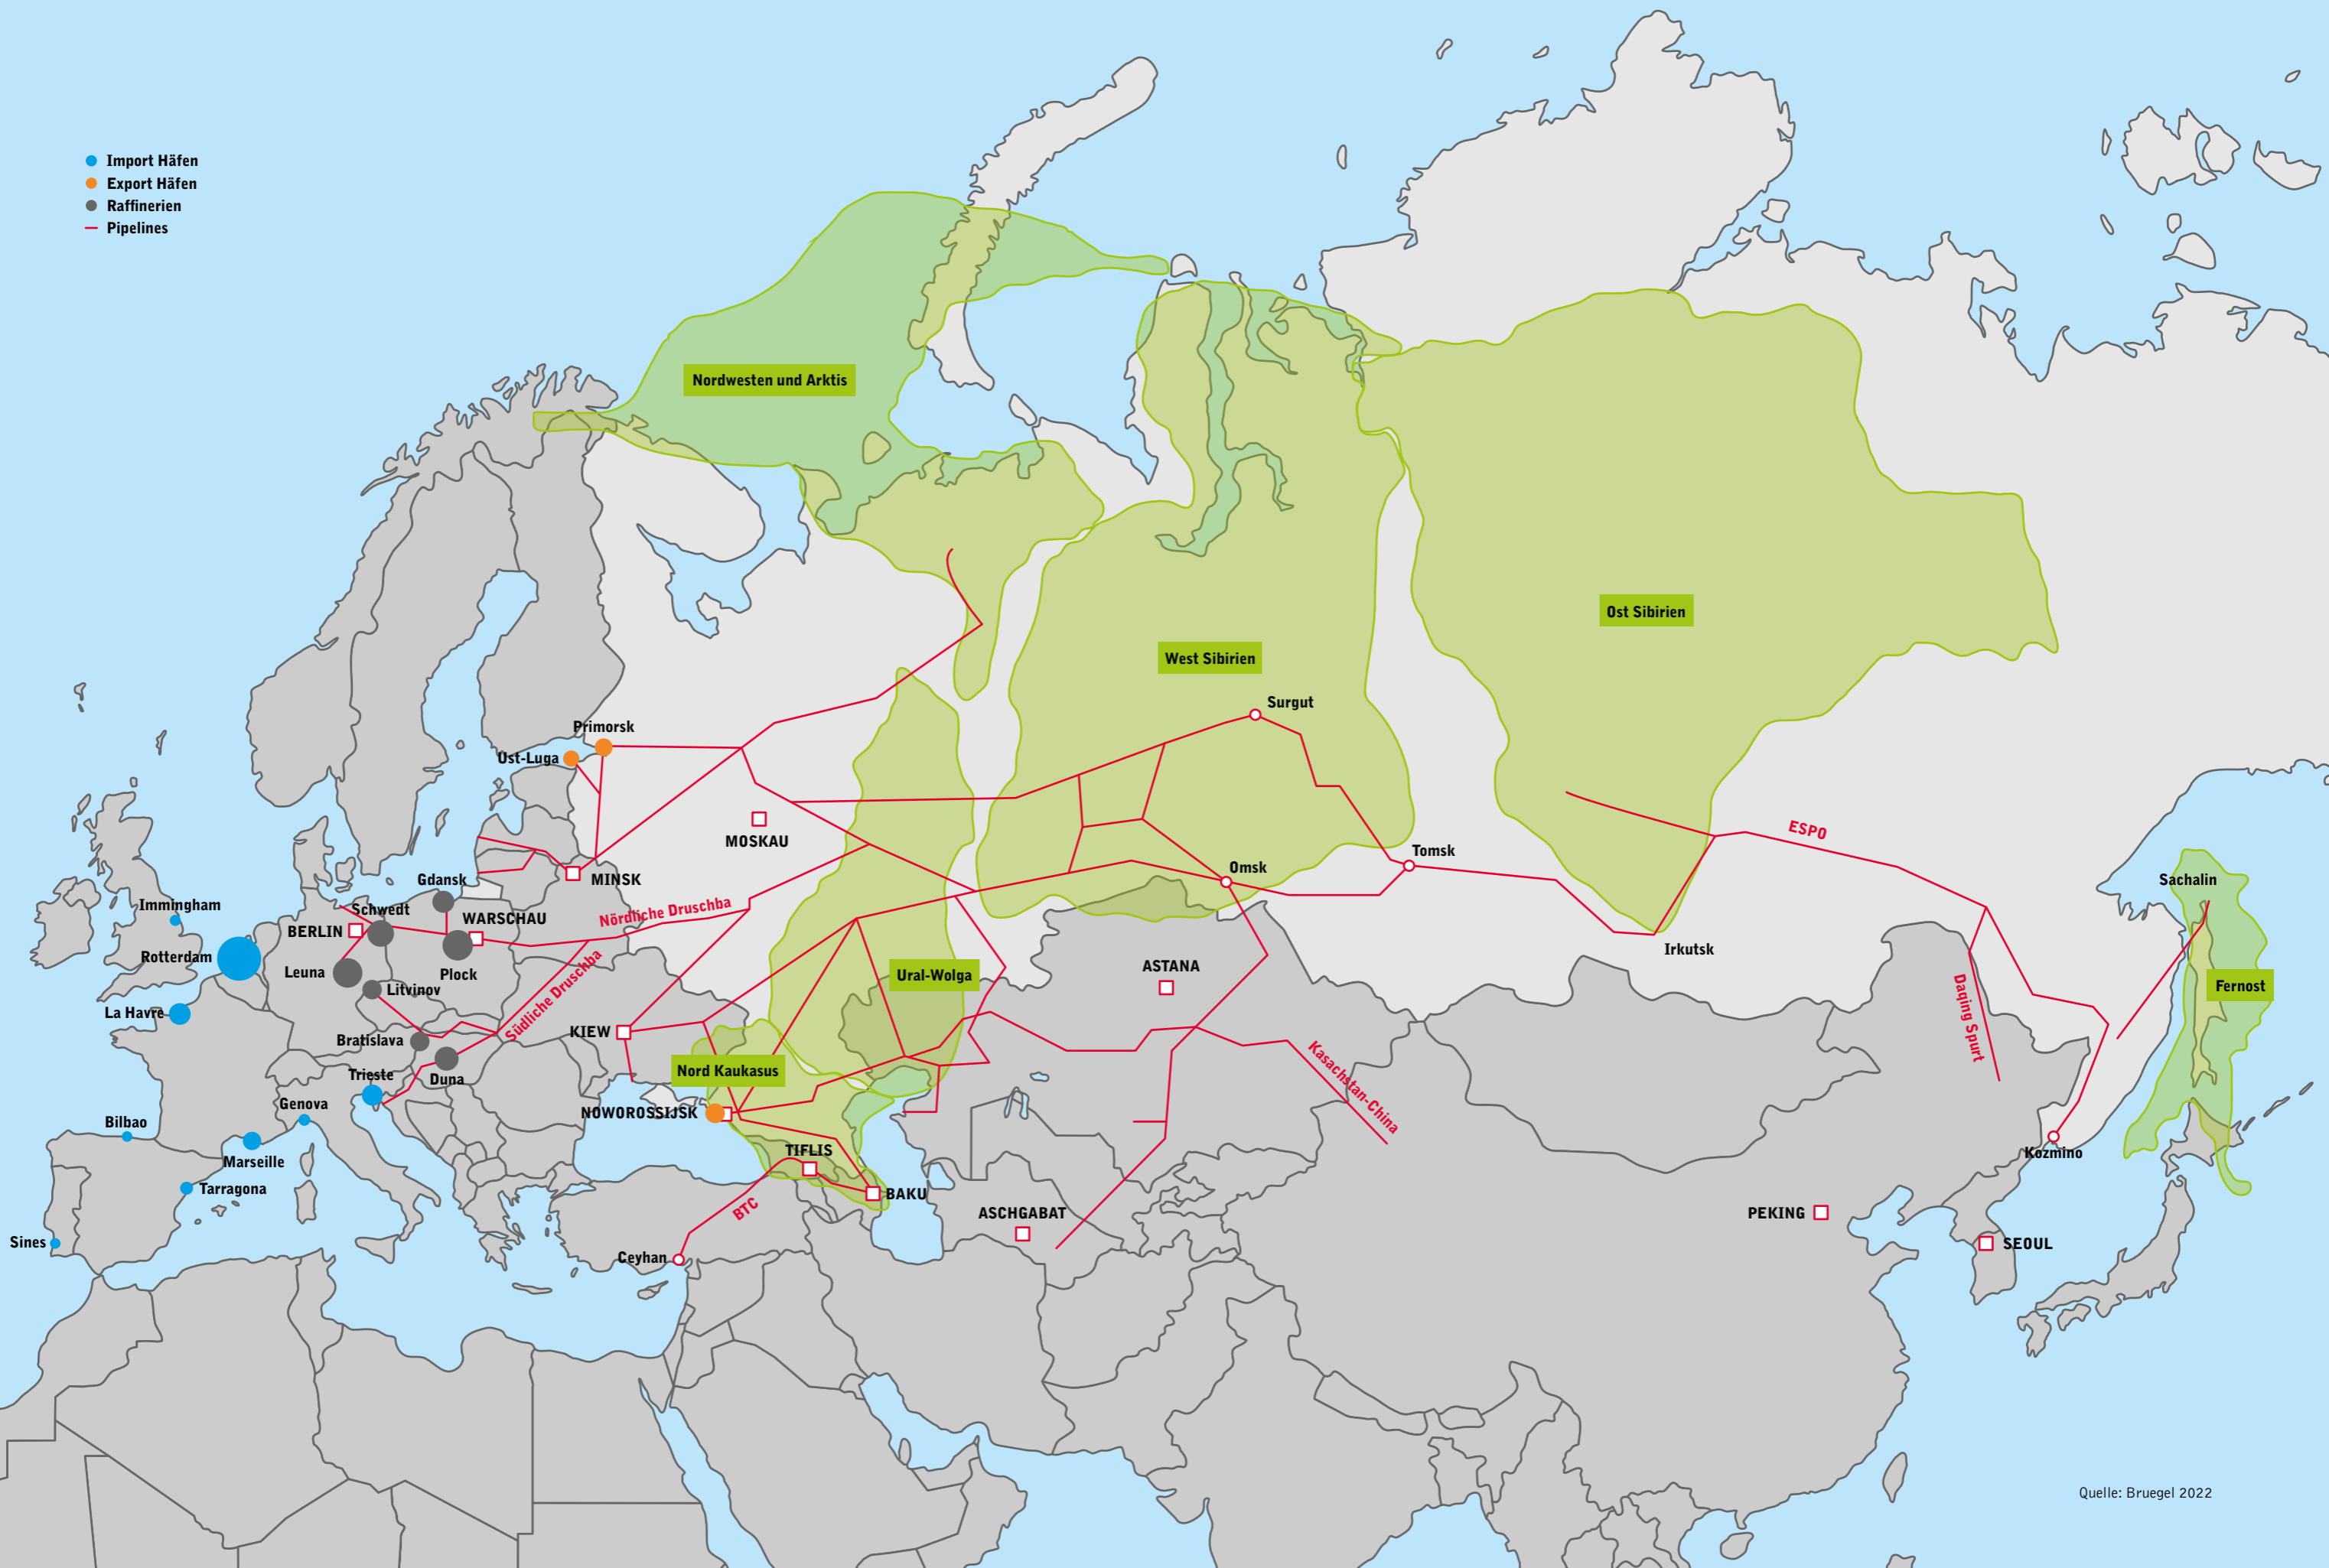 Import Häfen
Export Häfen
Raffinerien
Pipelines
Nordwesten und Arktis
Ost Sibirien
West Sibirien
Surgut
Primorsk
Ust-Luga
MOSKAU
ESPO
Tomsk
Omsk
Gdansk
MINSK
Sachalin
Immingham
Schwedt
WARSCHAU
Nördliche Druschba
BERLIN
Irkutsk
Rotterdam
Leuna
Plock
ASTANA
Ural-Wolga
Litvinov
Südliche Druschba
Fernost
La Havre
Daqing Spurt
KIEW
Bratislava
Nord Kaukasus
Trieste
Duna
Kasachstan-China
Genova
NOWOROSSIJSK
Bilbao
TIFLIS
Kozmino
Marseille
Tarragona
BAKU
BTC
ASCHGABAT
PEKING
Sines
SEOUL
Ceyhan
Quelle: Bruegel 2022